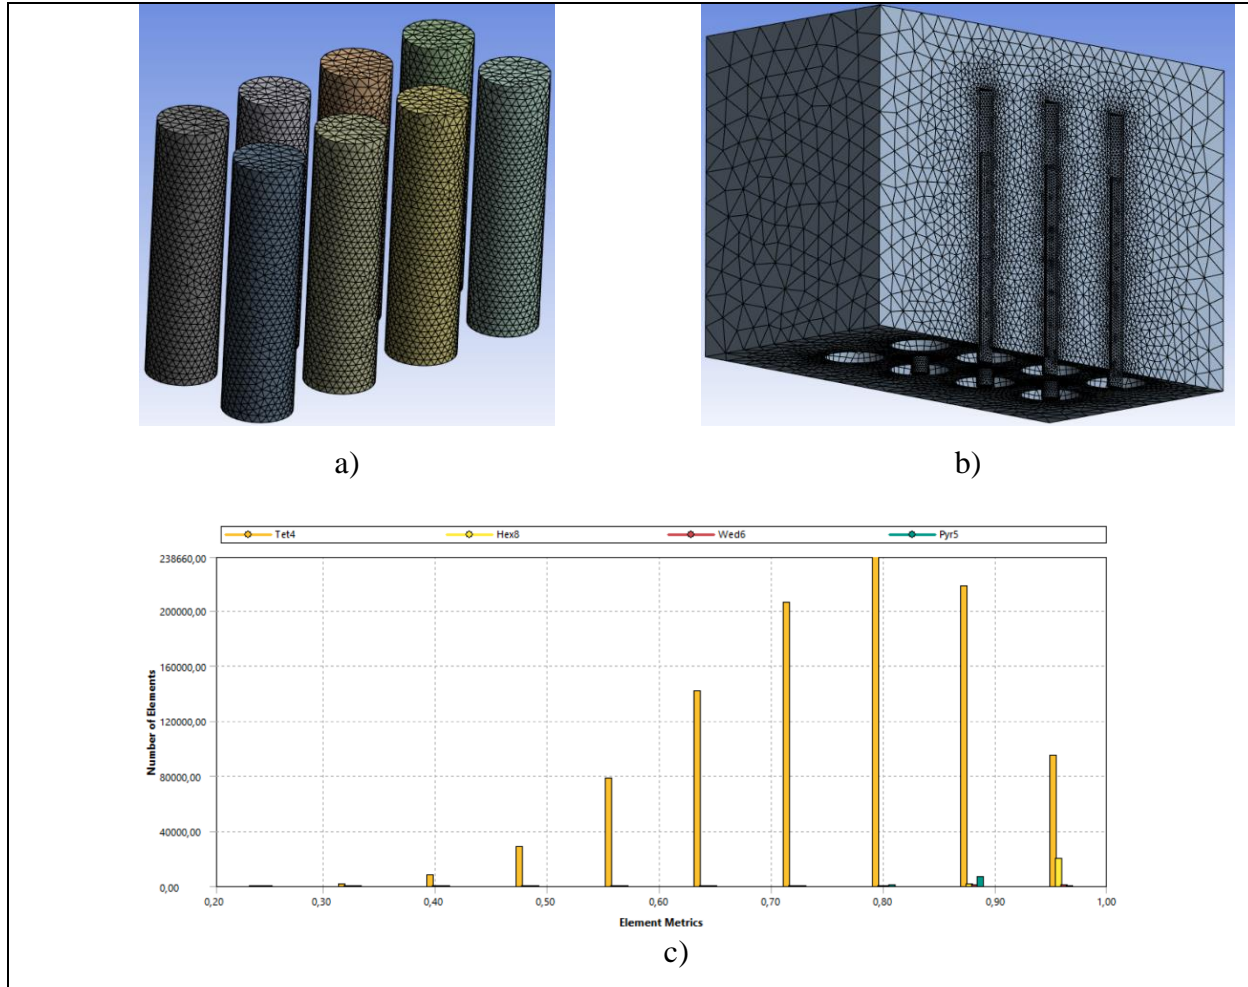 a)
b)
Tet4 Hex8 Wed6 Pyr5
238660,00
200000,00
160000,00
120000,00
80000,00
40000,00
0,00
Number of Elements
0,20 0,30 0,40 0,50 0,60 0,70 0,80 0,90 1,00
Element Metrics
c)